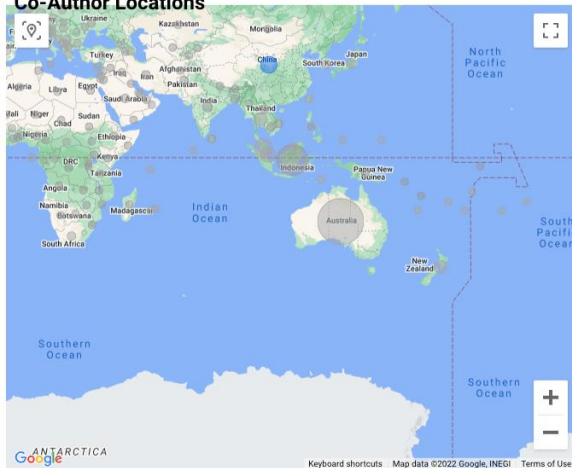 Co-Author Locations
Ukraine
Kazakhstan
Mongolia
Turkey
China
Japan
South Korea
North
Pacific
Ocean
Iraq
Iran
Afghanistan
Pakistan
Algeria
Libya
Egypt
Saudi Arabia
India
Thailand
Mali
Niger
Chad
Sudan
Nigeria
Ethiopia
DRC
Kenya
Tanzania
Indonesia
Papua New
Guinea
Angola
Namibia
Botswana
Madagascar
Indian
Ocean
Australia
South
Pacific
Ocean
South Africa
New
Zealand
Southern
Ocean
Southern
Ocean
ANTARCTICA
Google
Keyboard shortcuts Map data ©2022 Google, INEGI Terms of Use